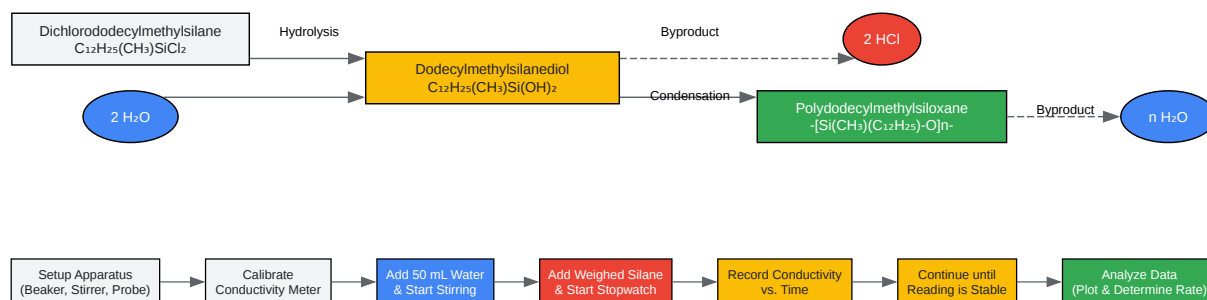 Dichlorododecylmethylsilane
C₁₂H₂₅(CH₃)SiCl₂
Hydrolysis
Byproduct
2 HCl
Dodecylmethylsilanediol
C₁₂H₂₅(CH₃)Si(OH)₂
2 H₂O
Condensation
Polydodecylmethylsiloxane
-[Si(CH₃)(C₁₂H₂₅)-O]n-
Byproduct
n H₂O
Setup Apparatus
(Beaker, Stirrer, Probe)
Calibrate
Conductivity Meter
Add 50 mL Water
& Start Stirring
Add Weighed Silane
& Start Stopwatch
Record Conductivity
vs. Time
Continue until
Reading is Stable
Analyze Data
(Plot & Determine Rate)